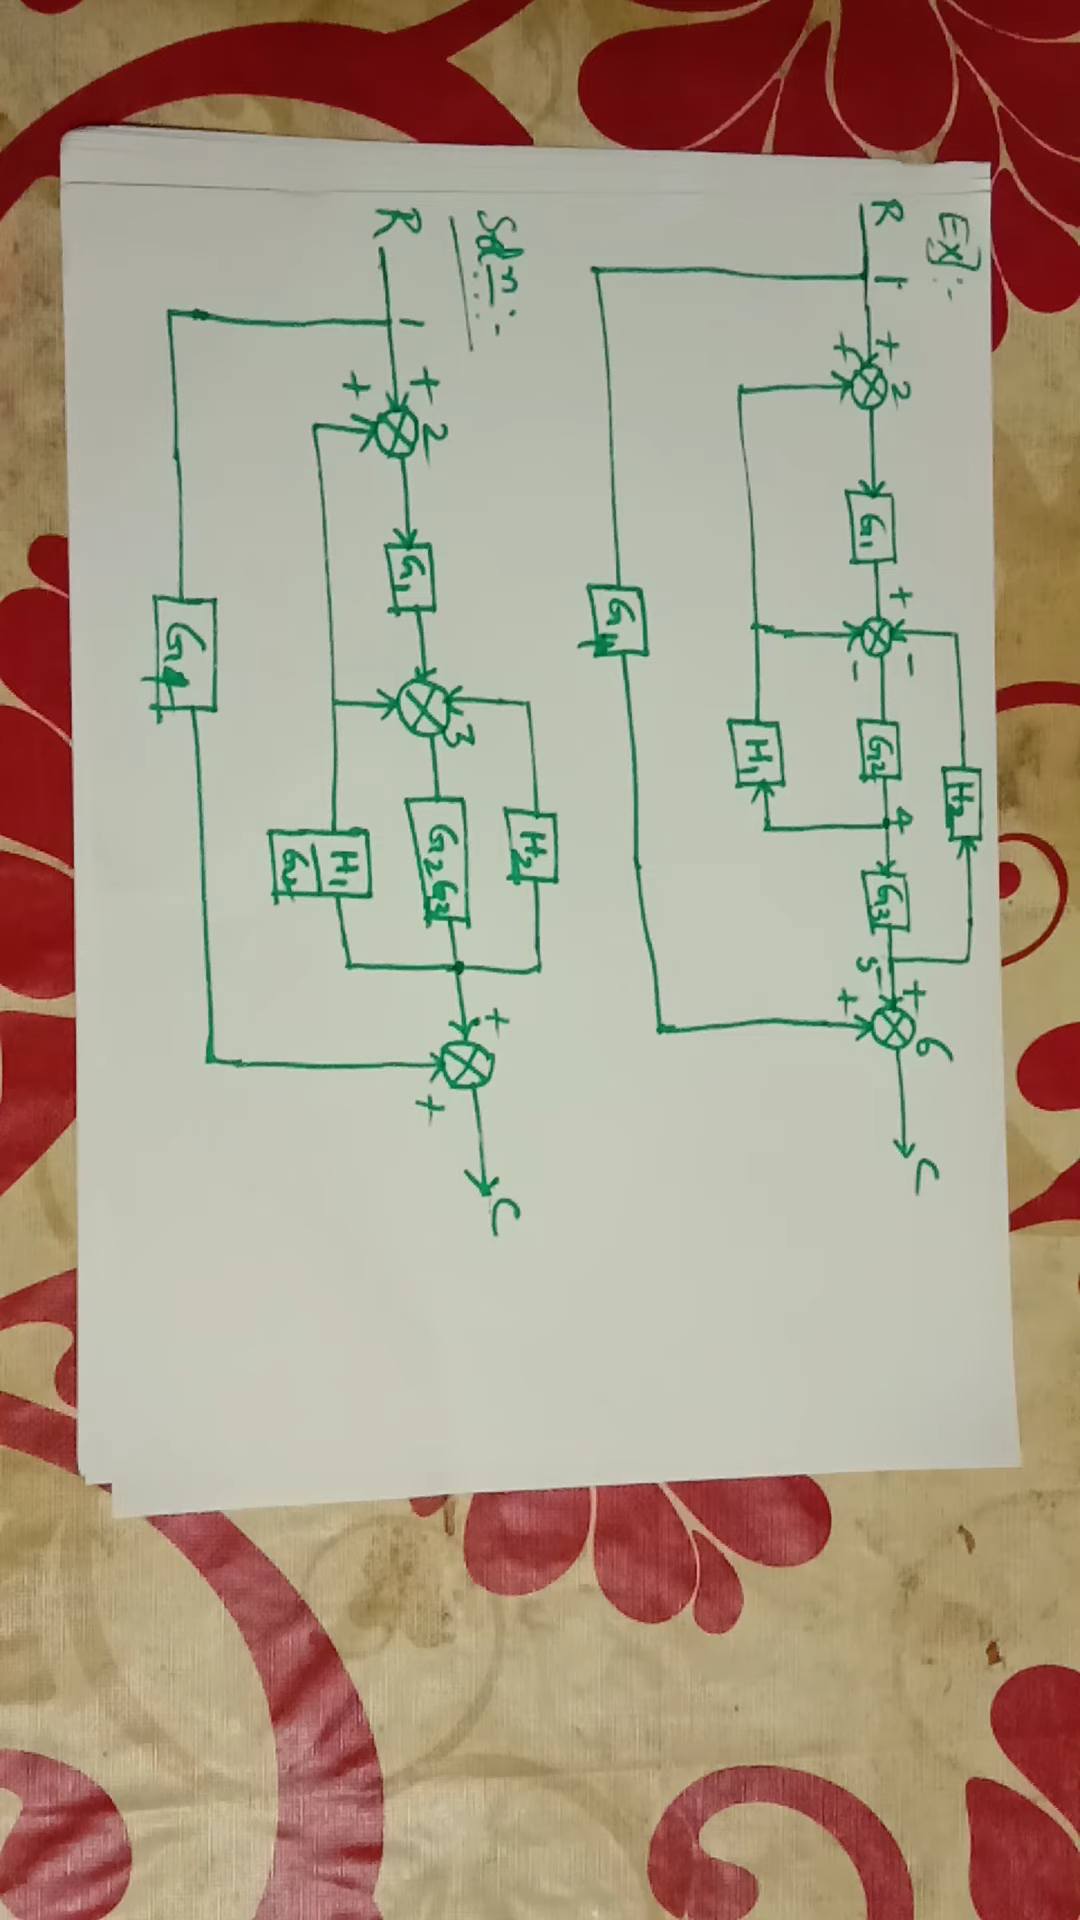 Ex:-
R 1 + + 2 G1 + - - G2 4 G3 5 + + 6 C
H2
H1
G4
Soln:-
R 1 + + 2 G1 3 G2G3 + + C
H2
G4